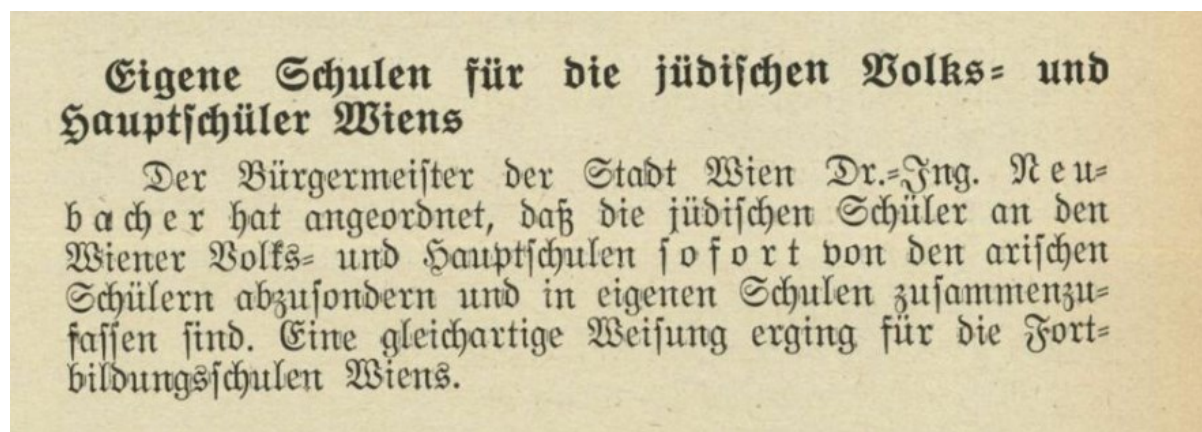 Eigene Schulen für die jüdischen Volks- und
Hauptschüler Wiens
Der Bürgermeister der Stadt Wien Dr.-Ing. Neu-
bacher hat angeordnet, daß die jüdischen Schüler an den
Wiener Volks- und Hauptschulen sofort von den arischen
Schülern abzusondern und in eigenen Schulen zusammenzu-
fassen sind. Eine gleichartige Weisung erging für die Fort-
bildungsschulen Wiens.